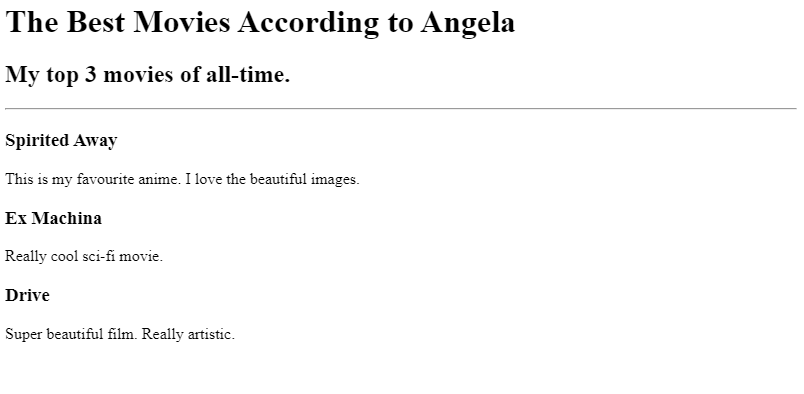 The Best Movies According to Angela
My top 3 movies of all-time.
Spirited Away
This is my favourite anime. I love the beautiful images.
Ex Machina
Really cool sci-fi movie.
Drive
Super beautiful film. Really artistic.